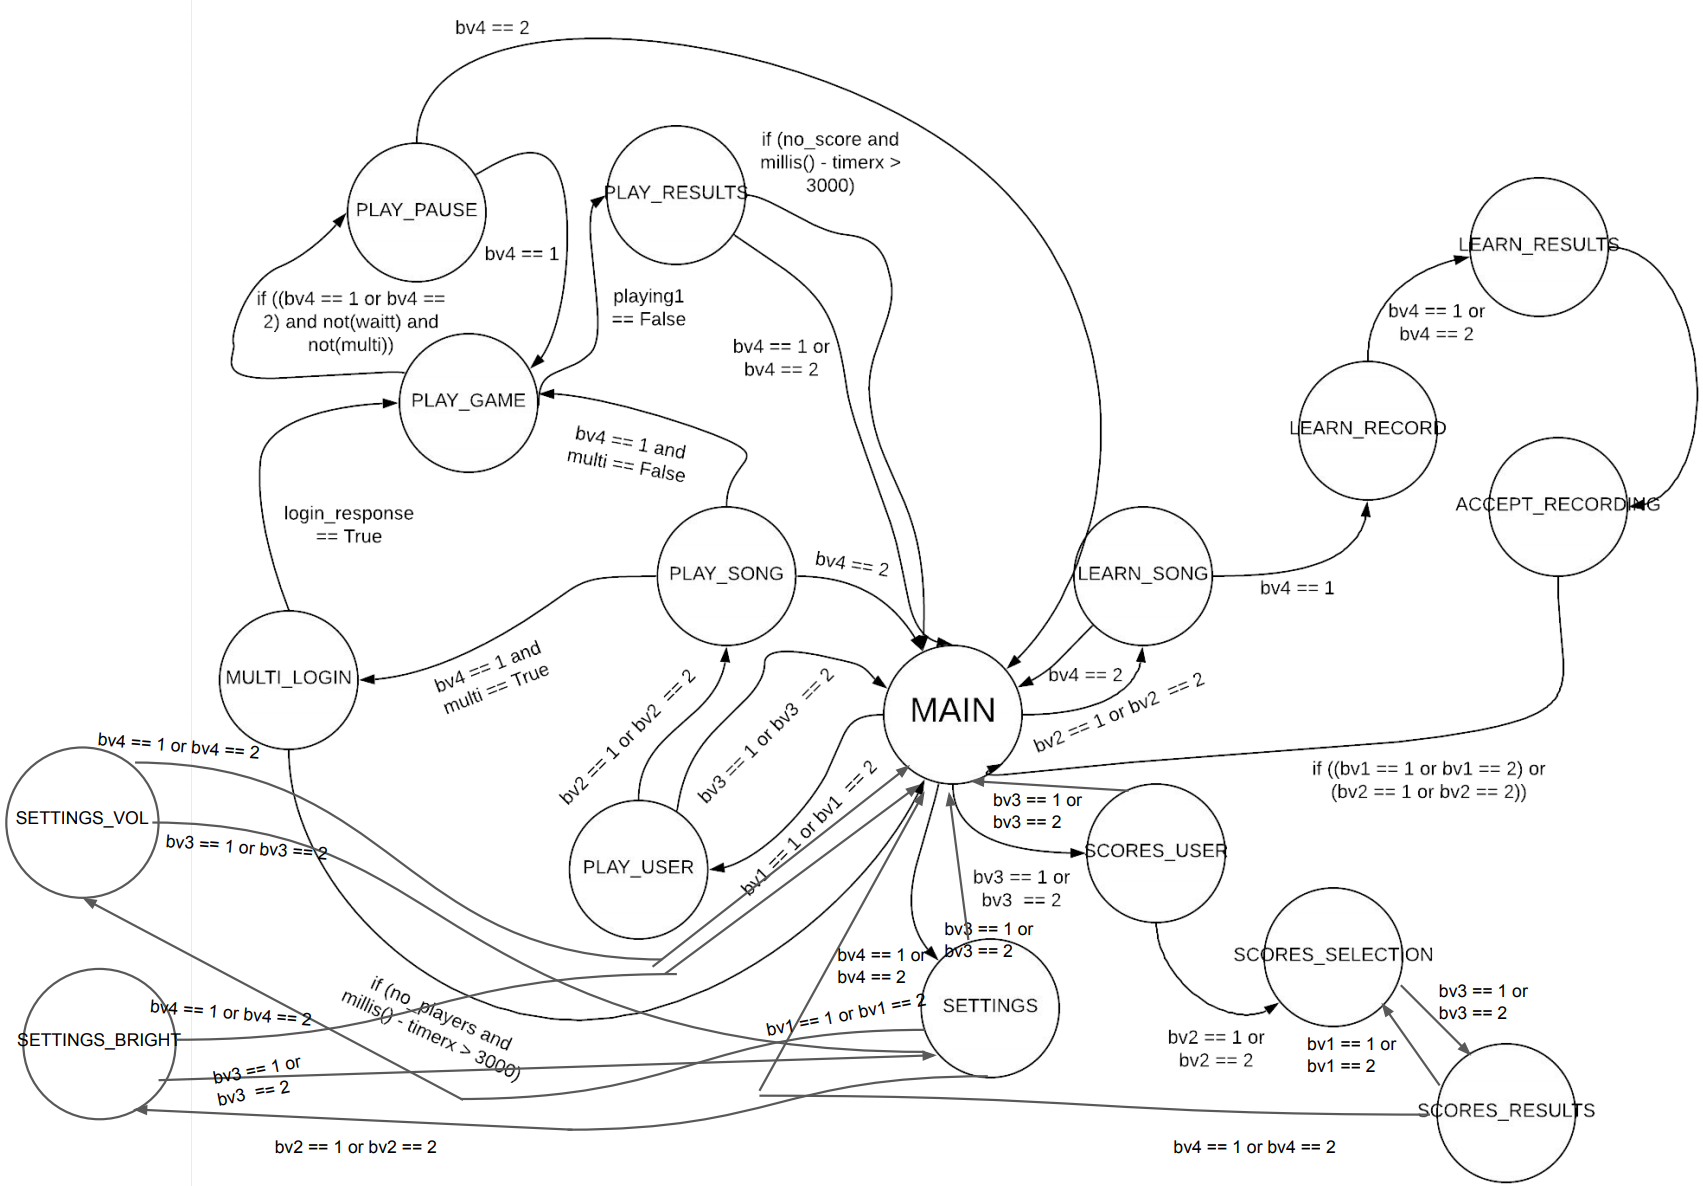 bv4 == 2
if (no_score and
millis() - timerx >
3000)
PLAY_PAUSE
PLAY_RESULTS
bv4 == 1
LEARN_RESULTS
if ((bv4 == 1 or bv4 ==
2) and not(waitt) and
not(multi))
playing1
== False
bv4 == 1 or
bv4 == 2
bv4 == 1 or
bv4 == 2
PLAY_GAME
LEARN_RECORD
bv4 == 1 and
multi == False
login_response
== True
ACCEPT_RECORDING
PLAY_SONG
bv4 == 2
LEARN_SONG
bv4 == 1
MULTI_LOGIN
bv4 == 1 and
multi == True
bv2 == 1 or bv2 == 2
bv3 == 1 or bv3 == 2
MAIN
bv4 == 2
bv2 == 1 or bv2 == 2
bv4 == 1 or bv4 == 2
if ((bv1 == 1 or bv1 == 2) or
(bv2 == 1 or bv2 == 2))
SETTINGS_VOL
bv3 == 1 or bv3 == 2
bv1 == 1 or bv1 == 2
bv3 == 1 or
bv3 == 2
PLAY_USER
SCORES_USER
bv3 == 1 or
bv3 == 2
bv3 == 1 or
bv3 == 2
bv4 == 1 or
bv4 == 2
SCORES_SELECTION
SETTINGS
bv3 == 1 or
bv3 == 2
if (no_players and
millis() - timerx > 3000)
bv1 == 1 or bv1 == 2
bv4 == 1 or bv4 == 2
SETTINGS_BRIGHT
bv2 == 1 or
bv2 == 2
bv1 == 1 or
bv1 == 2
bv3 == 1 or
bv3 == 2
SCORES_RESULTS
bv2 == 1 or bv2 == 2
bv4 == 1 or bv4 == 2